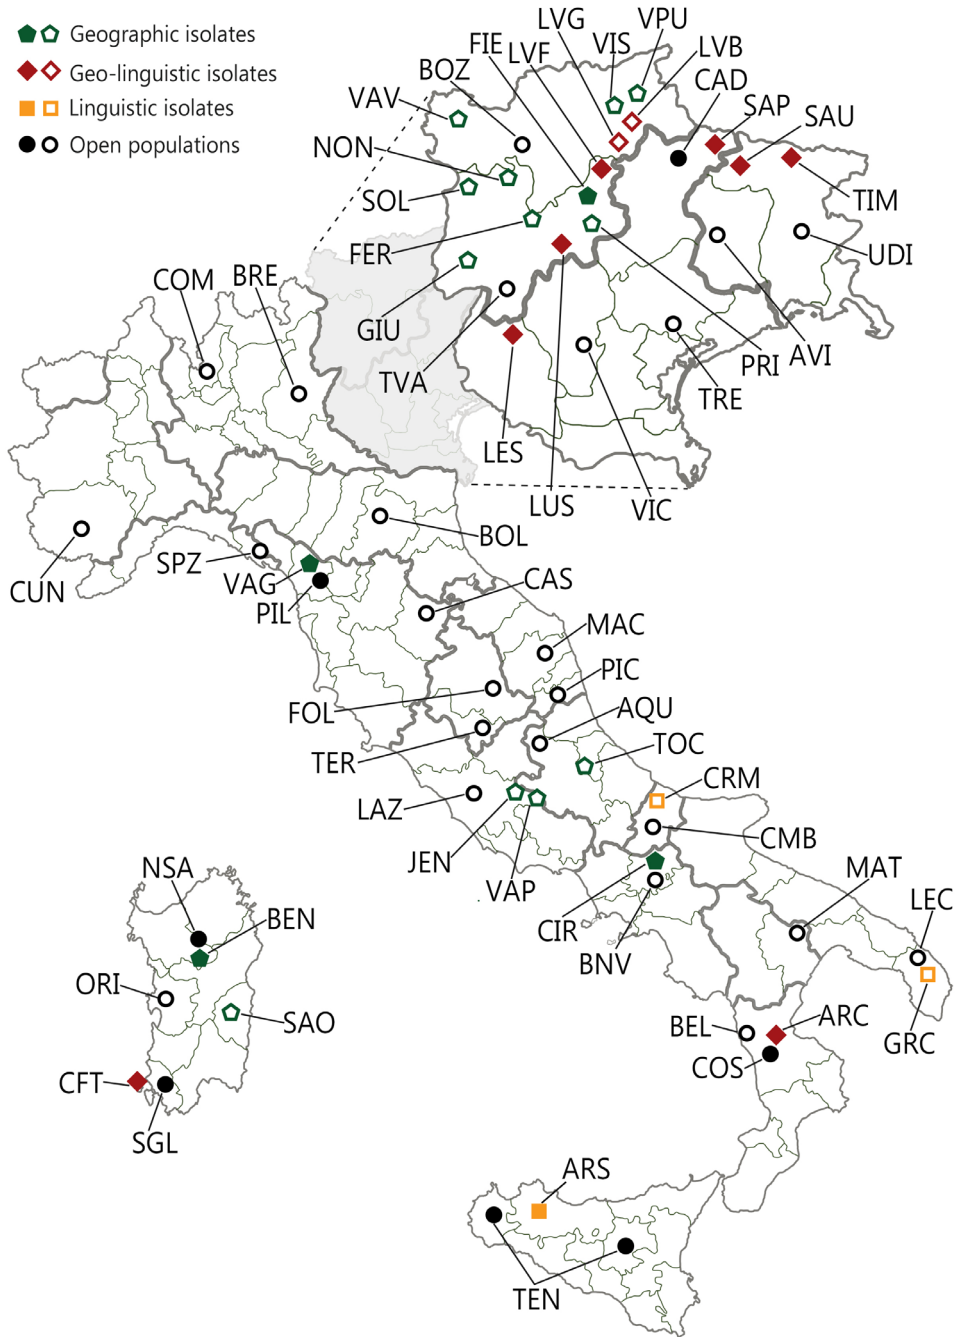 Geographic isolates
Geo-linguistic isolates
Linguistic isolates
Open populations
LVG
VPU
FIE
LVF
VIS
LVB
BOZ
CAD
VAV
SAP
SAU
NON
SOL
TIM
FER
UDI
COM
BRE
GIU
TVA
PRI
AVI
TRE
LES
LUS
VIC
BOL
SPZ
CUN
VAG
CAS
PIL
MAC
PIC
FOL
AQU
TER
TOC
CRM
LAZ
CMB
JEN
VAP
NSA
MAT
BEN
LEC
CIR
BNV
ORI
SAO
BEL
ARC
GRC
CFT
COS
SGL
ARS
TEN